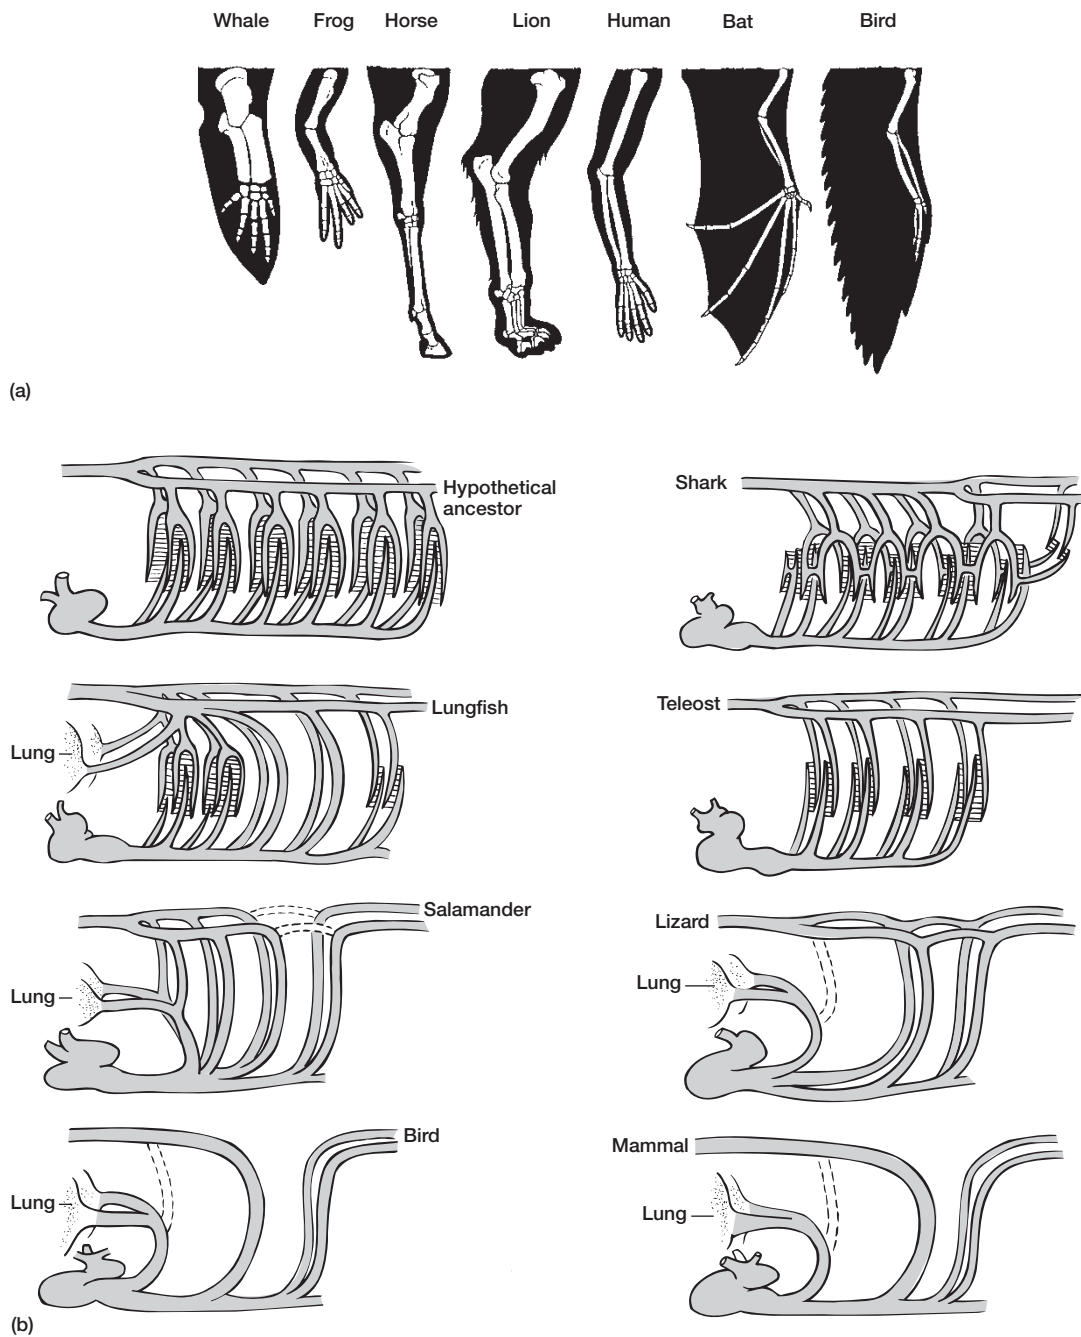 Whale Frog Horse Lion Human Bat Bird
(a)
Hypothetical
ancestor
Shark
Lungfish
Lung
Teleost
Salamander
Lung
Lizard
Lung
Bird
Lung
Mammal
Lung
(b)